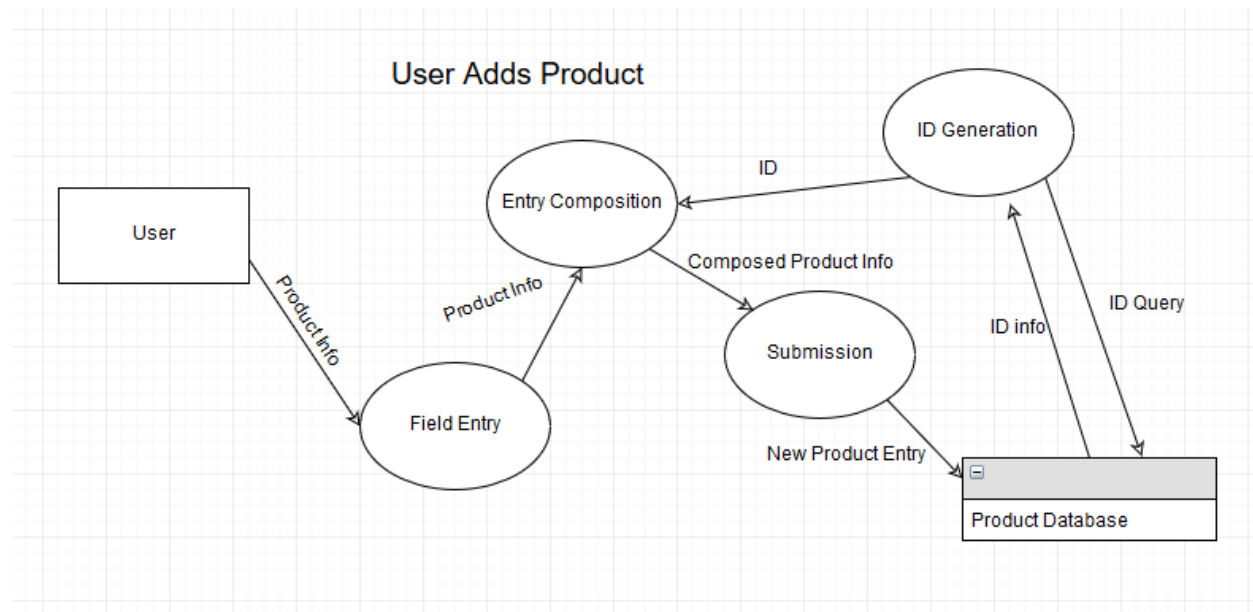 User Adds Product
ID Generation
ID
Entry Composition
User
Composed Product Info
Product Info
Product Info
ID Query
ID info
Submission
Field Entry
New Product Entry
Product Database